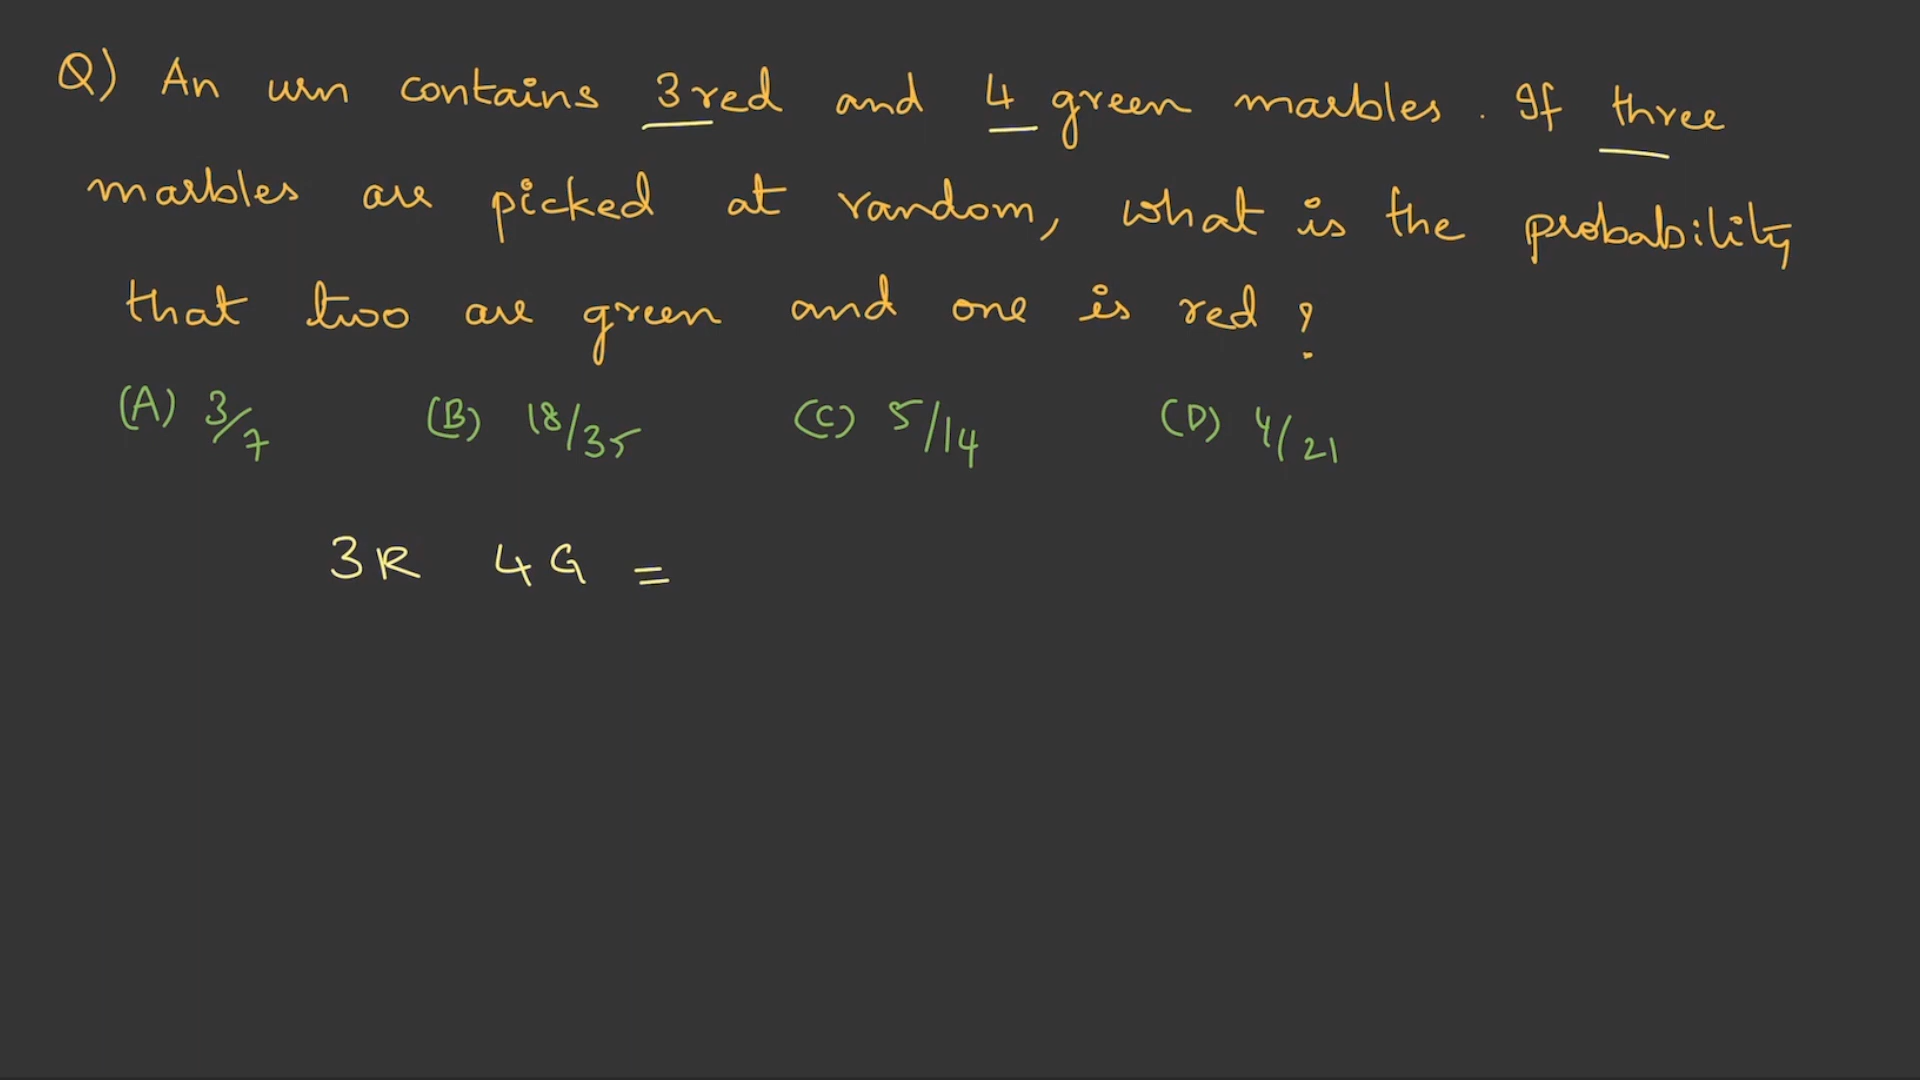 Q) An urn contains 3 red and 4 green marbles. If three
marbles are picked at random, what is the probability
that two are green and one is red?
(A) 3/7 (B) 18/35 (C) 5/14 (D) 4/21
3R 4G =